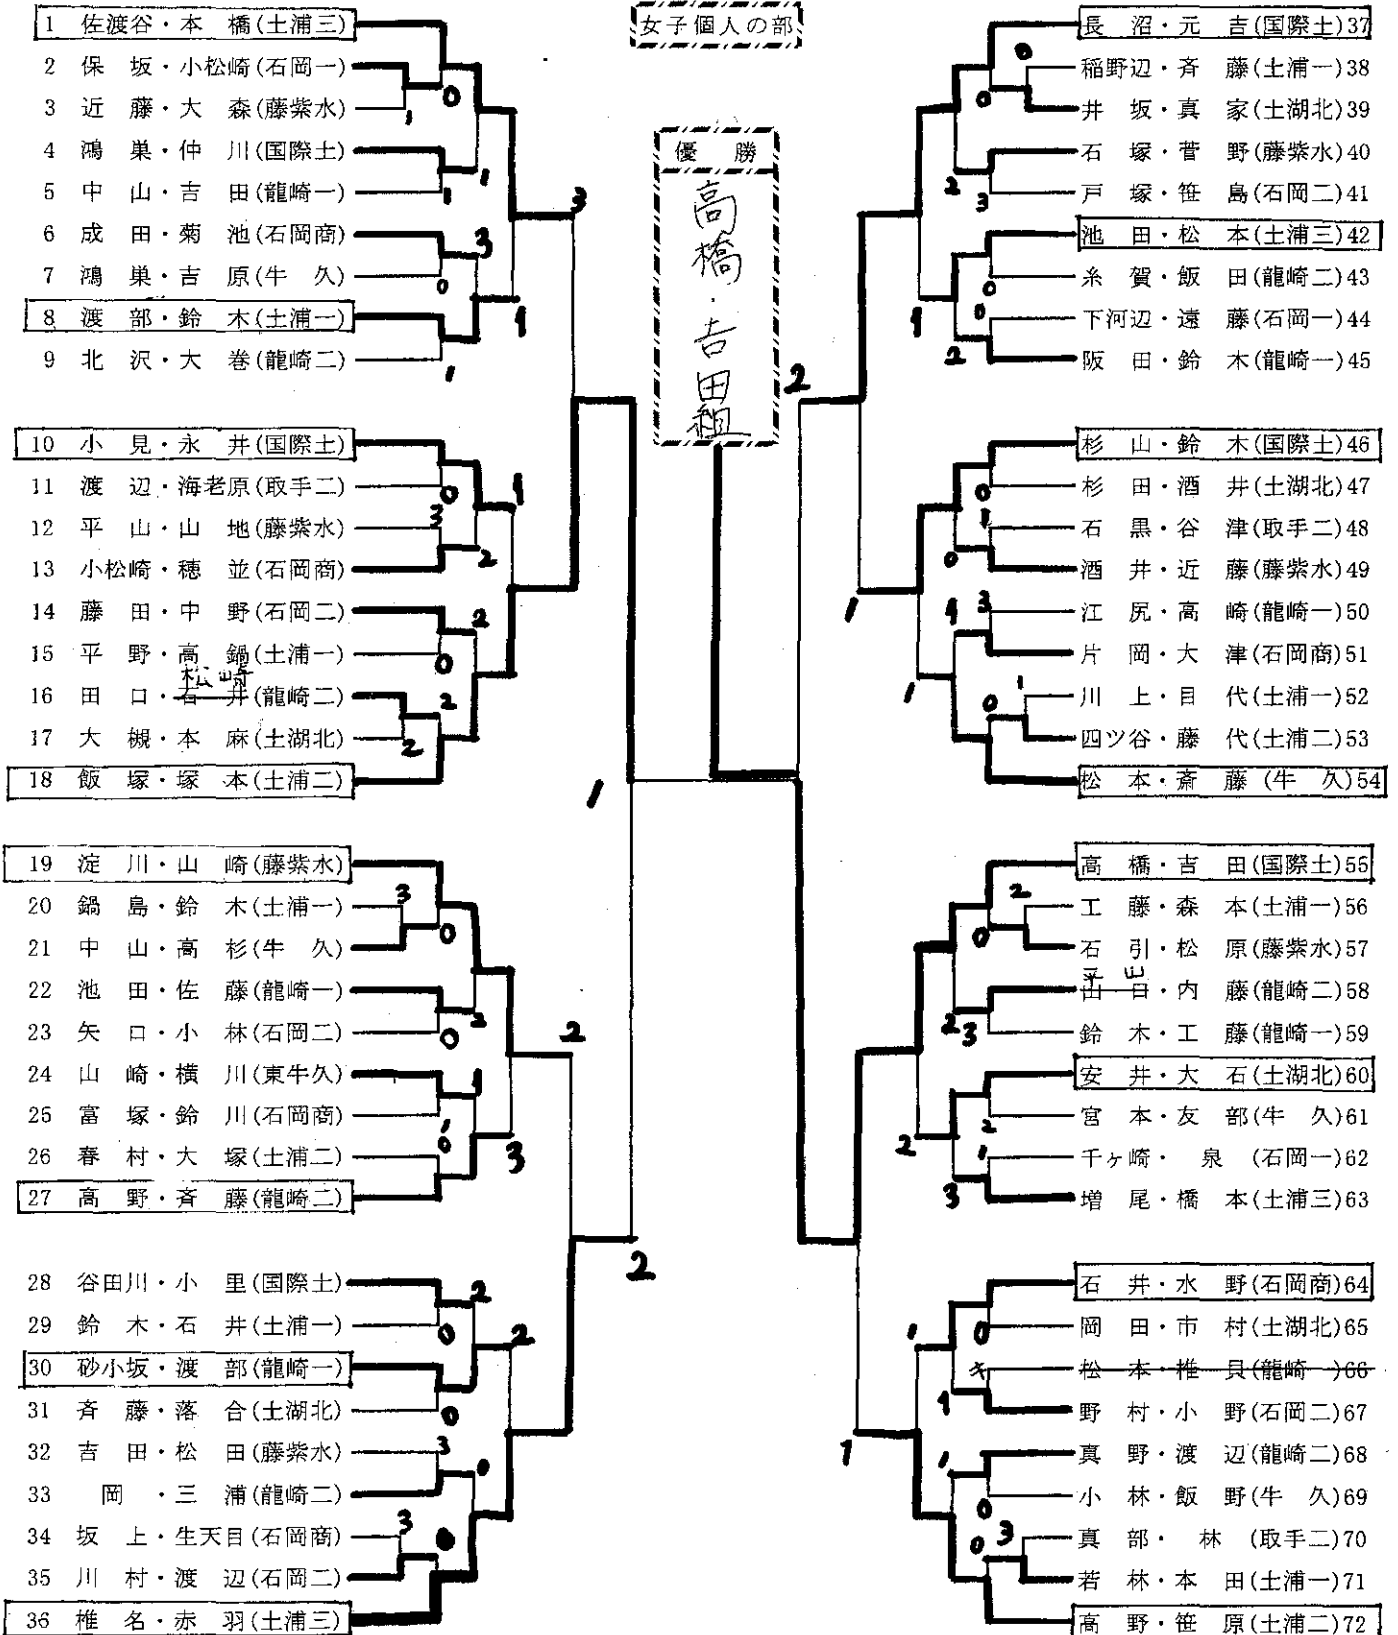 女子個人の部
優勝
高橋・吉田組
1 佐渡谷・本橋(土浦三)
2 保坂・小松崎(石岡一)
3 近藤・大森(藤紫水)
4 鴻巣・仲川(国際土)
5 中山・吉田(龍崎一)
6 成田・菊池(石岡商)
7 鴻巣・吉原(牛久)
8 渡部・鈴木(土浦一)
9 北沢・大巻(龍崎二)
10 小見・永井(国際土)
11 渡辺・海老原(取手二)
12 平山・山地(藤紫水)
13 小松崎・穂並(石岡商)
14 藤田・中野(石岡二)
15 平野・高鍋(土浦一)
松崎
16 田口・石井(龍崎二)
17 大槻・本麻(土湖北)
18 飯塚・塚本(土浦二)
19 淀川・山崎(藤紫水)
20 鍋島・鈴木(土浦一)
21 中山・高杉(牛久)
22 池田・佐藤(龍崎一)
23 矢口・小林(石岡二)
24 山崎・横川(東牛久)
25 富塚・鈴川(石岡商)
26 春村・大塚(土浦二)
27 高野・斉藤(龍崎二)
28 谷田川・小里(国際土)
29 鈴木・石井(土浦一)
30 砂小坂・渡部(龍崎一)
31 斉藤・落合(土湖北)
32 吉田・松田(藤紫水)
33 岡・三浦(龍崎二)
34 坂上・生天目(石岡商)
35 川村・渡辺(石岡二)
36 椎名・赤羽(土浦三)
長沼・元吉(国際土)37
稲野辺・斉藤(土浦一)38
井坂・真家(土湖北)39
石塚・菅野(藤紫水)40
戸塚・笹島(石岡二)41
池田・松本(土浦三)42
糸賀・飯田(龍崎二)43
下河辺・遠藤(石岡一)44
阪田・鈴木(龍崎一)45
杉山・鈴木(国際土)46
杉田・酒井(土湖北)47
石黒・谷津(取手二)48
酒井・近藤(藤紫水)49
江尻・高崎(龍崎一)50
片岡・大津(石岡商)51
川上・目代(土浦一)52
四ツ谷・藤代(土浦二)53
松本・斎藤(牛久)54
高橋・吉田(国際土)55
工藤・森本(土浦一)56
石引・松原(藤紫水)57
平山
山日・内藤(龍崎二)58
鈴木・工藤(龍崎一)59
安井・大石(土湖北)60
宮本・友部(牛久)61
千ヶ崎・泉(石岡一)62
増尾・橋本(土浦三)63
石井・水野(石岡商)64
岡田・市村(土湖北)65
松本・椎貝(龍崎一)66
野村・小野(石岡二)67
真野・渡辺(龍崎二)68
小林・飯野(牛久)69
真部・林(取手二)70
若林・本田(土浦一)71
高野・笹原(土浦二)72